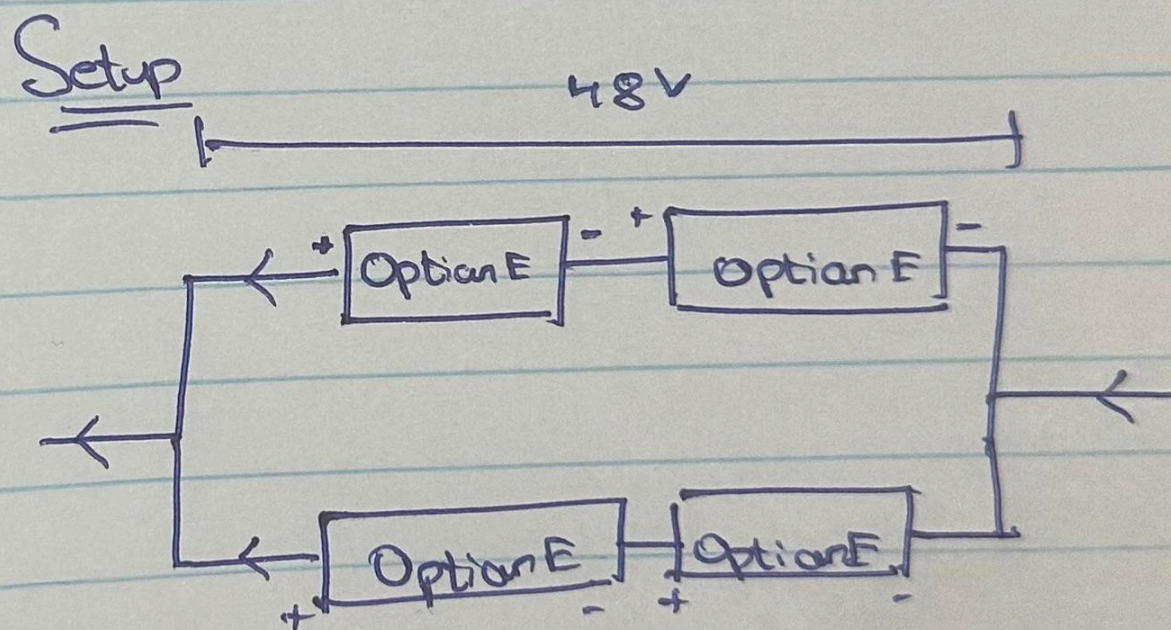 Setup
48V
+ Option E - + Option E -
Option E Option E
+ - + -